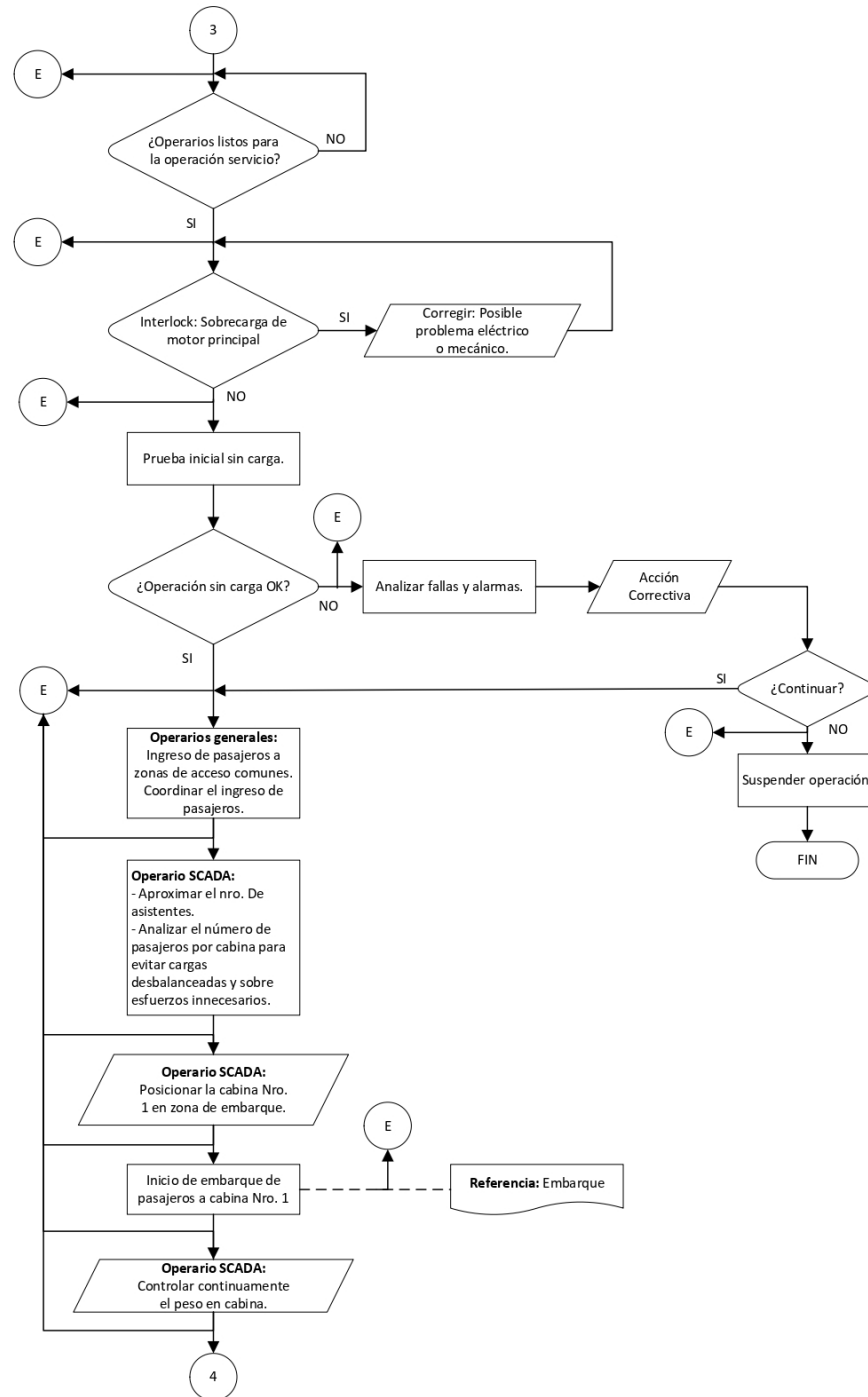 3
E
¿Operarios listos para
la operación servicio?
NO
SI
E
Interlock: Sobrecarga de
motor principal
SI
Corregir: Posible
problema eléctrico
o mecánico.
NO
E
Prueba inicial sin carga.
E
¿Operación sin carga OK?
NO
Analizar fallas y alarmas.
Acción
Correctiva
SI
E
SI
¿Continuar?
NO
E
Operarios generales:
Ingreso de pasajeros a
zonas de acceso comunes.
Coordinar el ingreso de
pasajeros.
Suspender operación
FIN
Operario SCADA:
- Aproximar el nro. De
asistentes.
- Analizar el número de
pasajeros por cabina para
evitar cargas
desbalanceadas y sobre
esfuerzos innecesarios.
Operario SCADA:
Posicionar la cabina Nro.
1 en zona de embarque.
E
Inicio de embarque de
pasajeros a cabina Nro. 1
Referencia: Embarque
Operario SCADA:
Controlar continuamente
el peso en cabina.
4